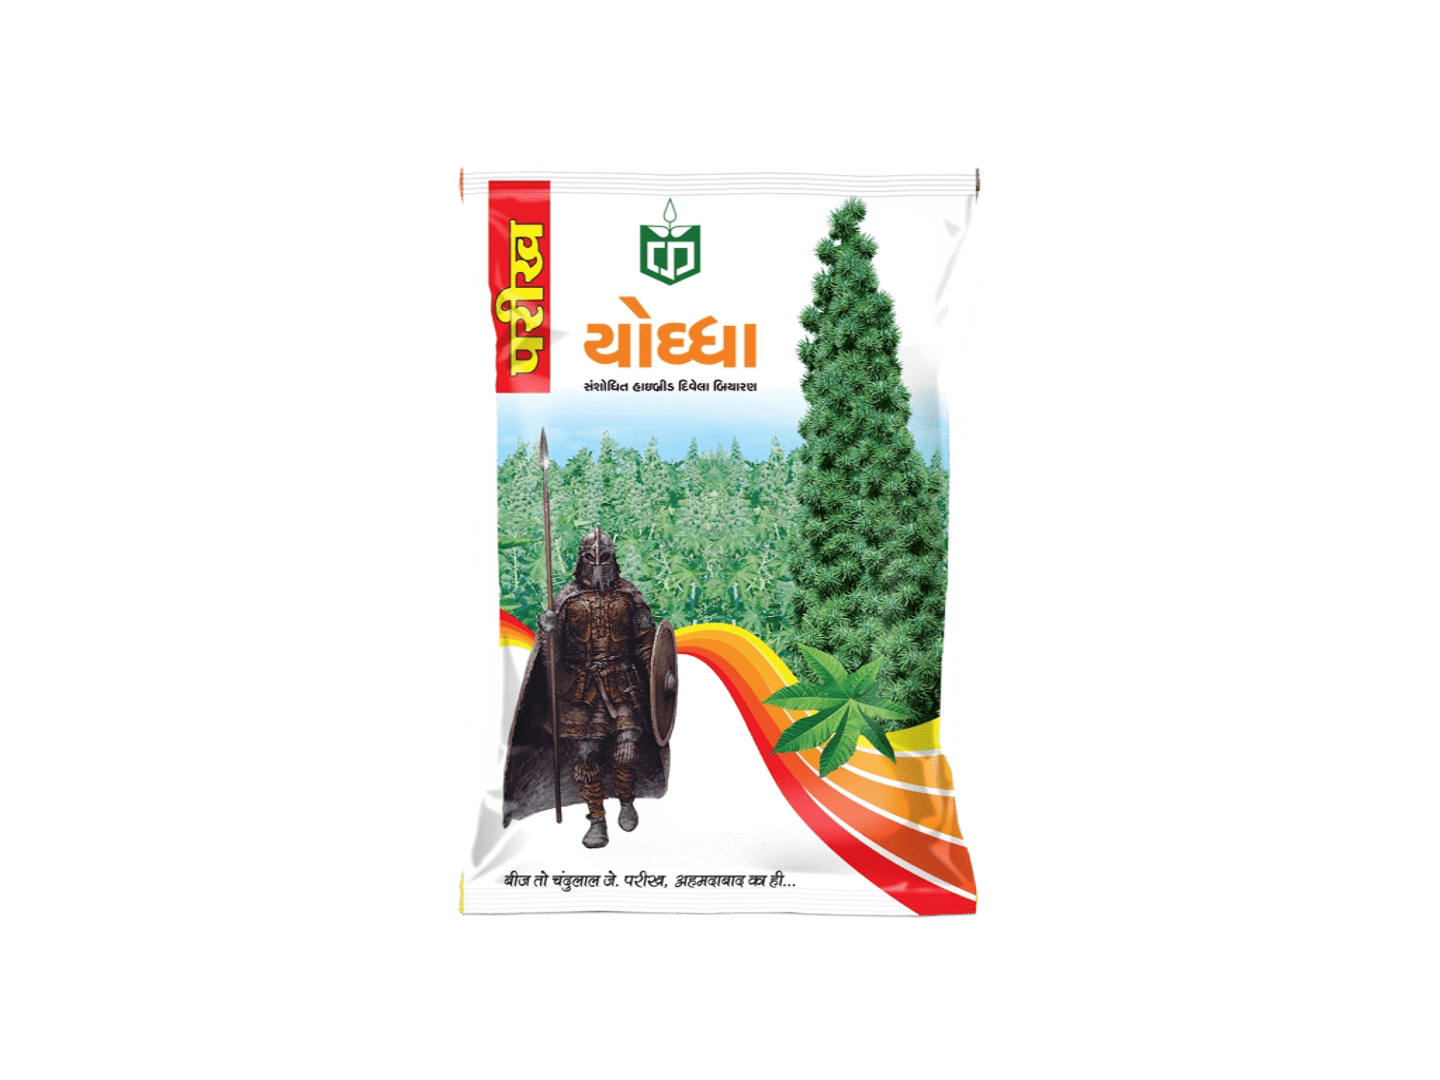 परीख
યોધ્ધા
સંશોધિત હાઇબ્રીડ દિવેલા બિયારણ
बीज तो चंदुलाल जे. परीख, अहमदाबाद का ही...